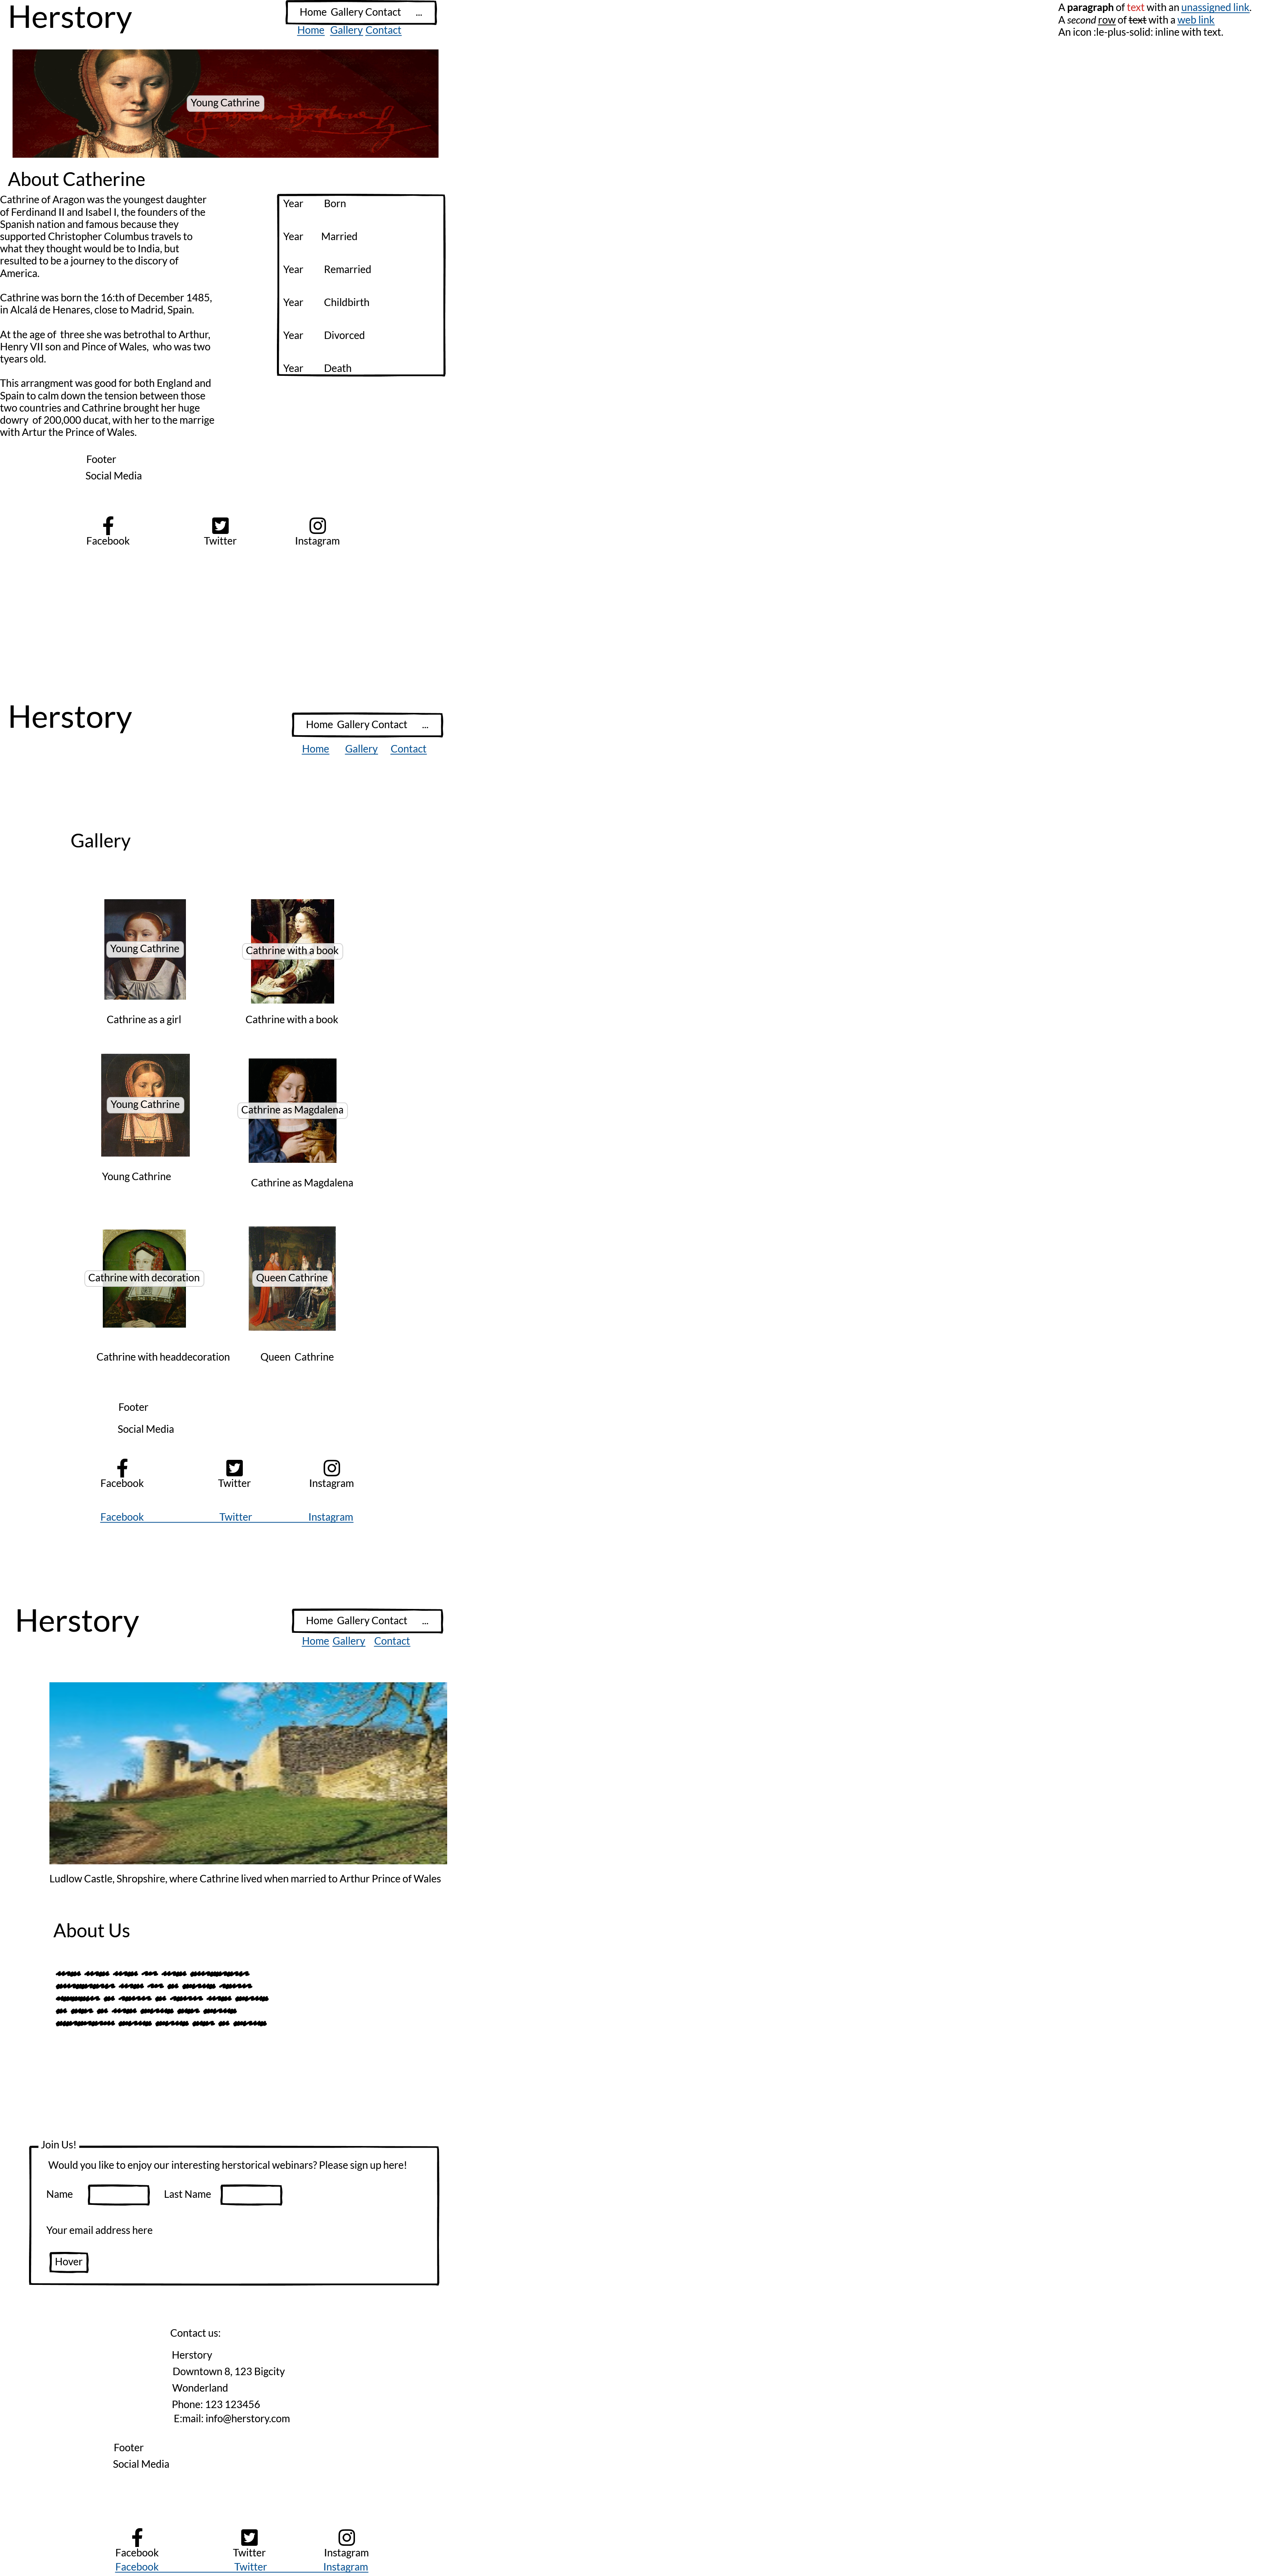 Herstory
Home Gallery Contact ...
Home Gallery Contact
A paragraph of text with an unassigned link.
A second row of text with a web link
An icon :le-plus-solid: inline with text.
Young Cathrine
About Catherine
Cathrine of Aragon was the youngest daughter
of Ferdinand II and Isabel I, the founders of the
Spanish nation and famous because they
supported Christopher Columbus travels to
what they thought would be to India, but
resulted to be a journey to the discory of
America.
Cathrine was born the 16:th of December 1485,
in Alcalá de Henares, close to Madrid, Spain.
At the age of three she was betrothal to Arthur,
Henry VII son and Pince of Wales, who was two
tyears old.
This arrangment was good for both England and
Spain to calm down the tension between those
two countries and Cathrine brought her huge
dowry of 200,000 ducat, with her to the marrige
with Artur the Prince of Wales.
Year Born
Year Married
Year Remarried
Year Childbirth
Year Divorced
Year Death
Footer
Social Media
Facebook Twitter Instagram
Herstory
Home Gallery Contact ...
Home Gallery Contact
Gallery
Young Cathrine
Cathrine with a book
Cathrine as a girl
Cathrine with a book
Young Cathrine
Cathrine as Magdalena
Young Cathrine
Cathrine as Magdalena
Cathrine with decoration
Queen Cathrine
Cathrine with headdecoration
Queen Cathrine
Footer
Social Media
Facebook Twitter Instagram
Facebook Twitter Instagram
Herstory
Home Gallery Contact ...
Home Gallery Contact
Ludlow Castle, Shropshire, where Cathrine lived when married to Arthur Prince of Wales
About Us
Join Us!
Would you like to enjoy our interesting herstorical webinars? Please sign up here!
Name Last Name
Your email address here
Hover
Contact us:
Herstory
Downtown 8, 123 Bigcity
Wonderland
Phone: 123 123456
E:mail: info@herstory.com
Footer
Social Media
Facebook Twitter Instagram
Facebook Twitter Instagram